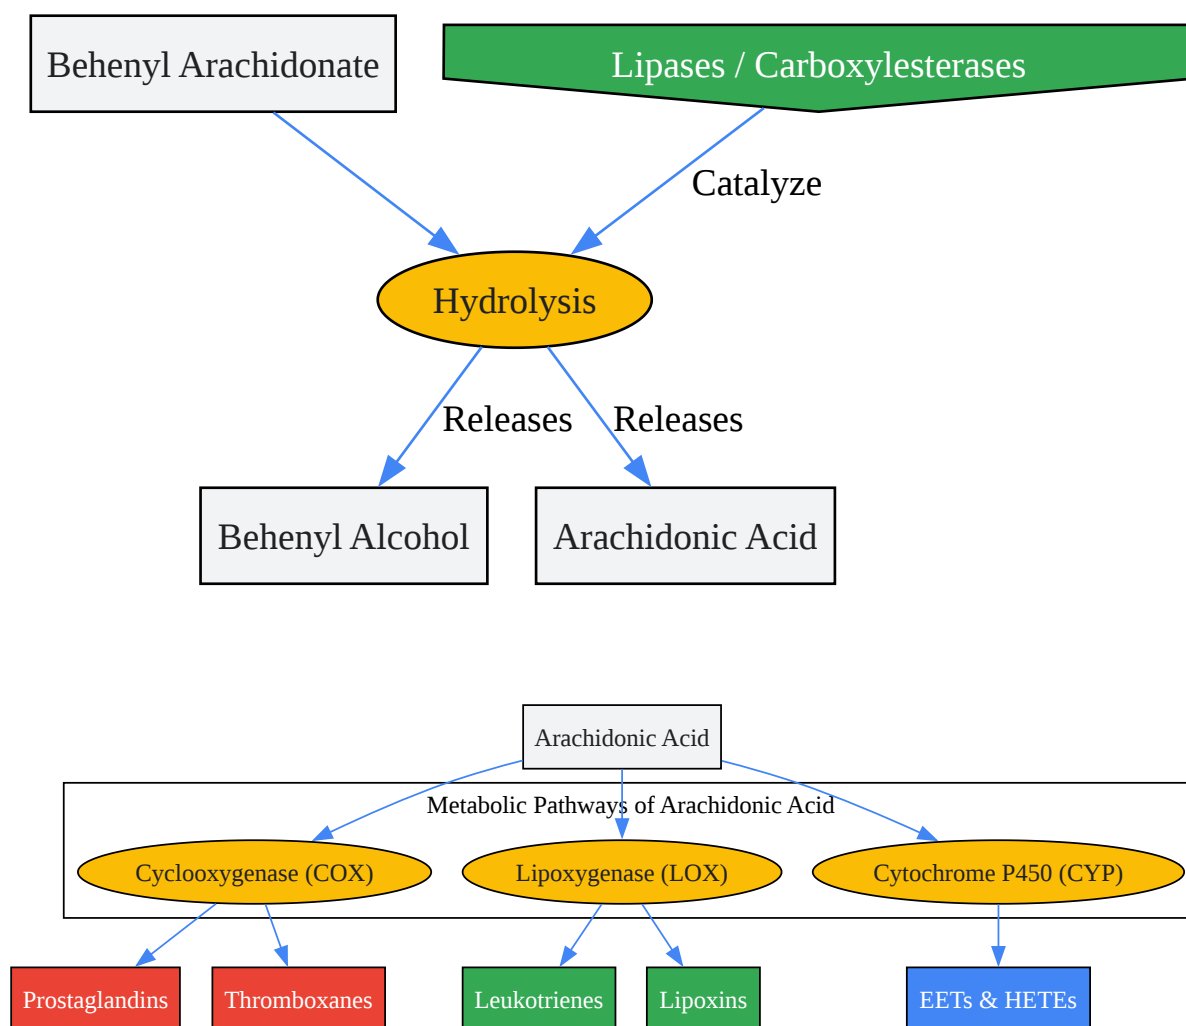 Behenyl Arachidonate
Lipases / Carboxylesterases
Catalyze
Hydrolysis
Releases
Releases
Behenyl Alcohol
Arachidonic Acid
Arachidonic Acid
Metabolic Pathways of Arachidonic Acid
Cyclooxygenase (COX)
Lipoxygenase (LOX)
Cytochrome P450 (CYP)
Prostaglandins
Thromboxanes
Leukotrienes
Lipoxins
EETs & HETEs